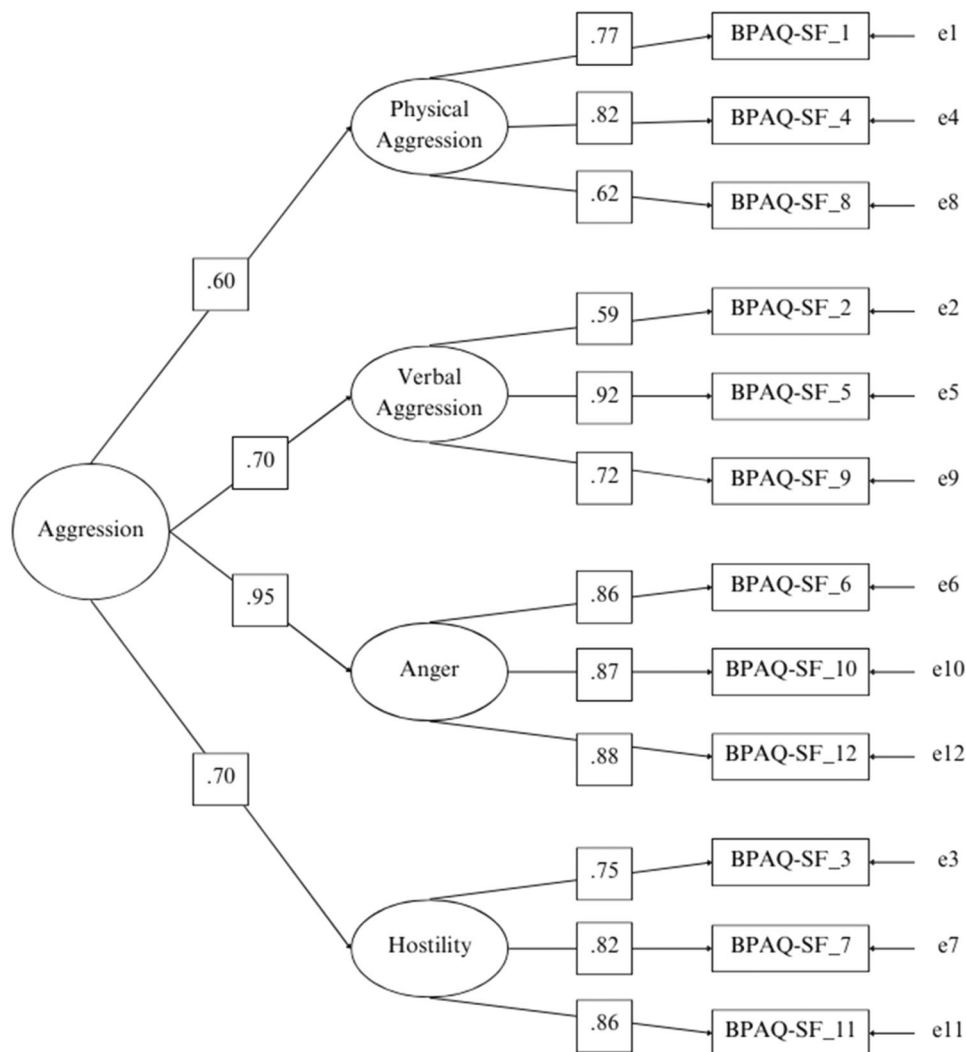 .77
BPAQ-SF_1
e1
Physical
Aggression
.82
BPAQ-SF_4
e4
.62
BPAQ-SF_8
e8
.60
.59
BPAQ-SF_2
e2
Verbal
Aggression
.92
BPAQ-SF_5
e5
.70
.72
BPAQ-SF_9
e9
Aggression
.95
.86
BPAQ-SF_6
e6
Anger
.87
BPAQ-SF_10
e10
.88
BPAQ-SF_12
e12
.70
.75
BPAQ-SF_3
e3
Hostility
.82
BPAQ-SF_7
e7
.86
BPAQ-SF_11
e11